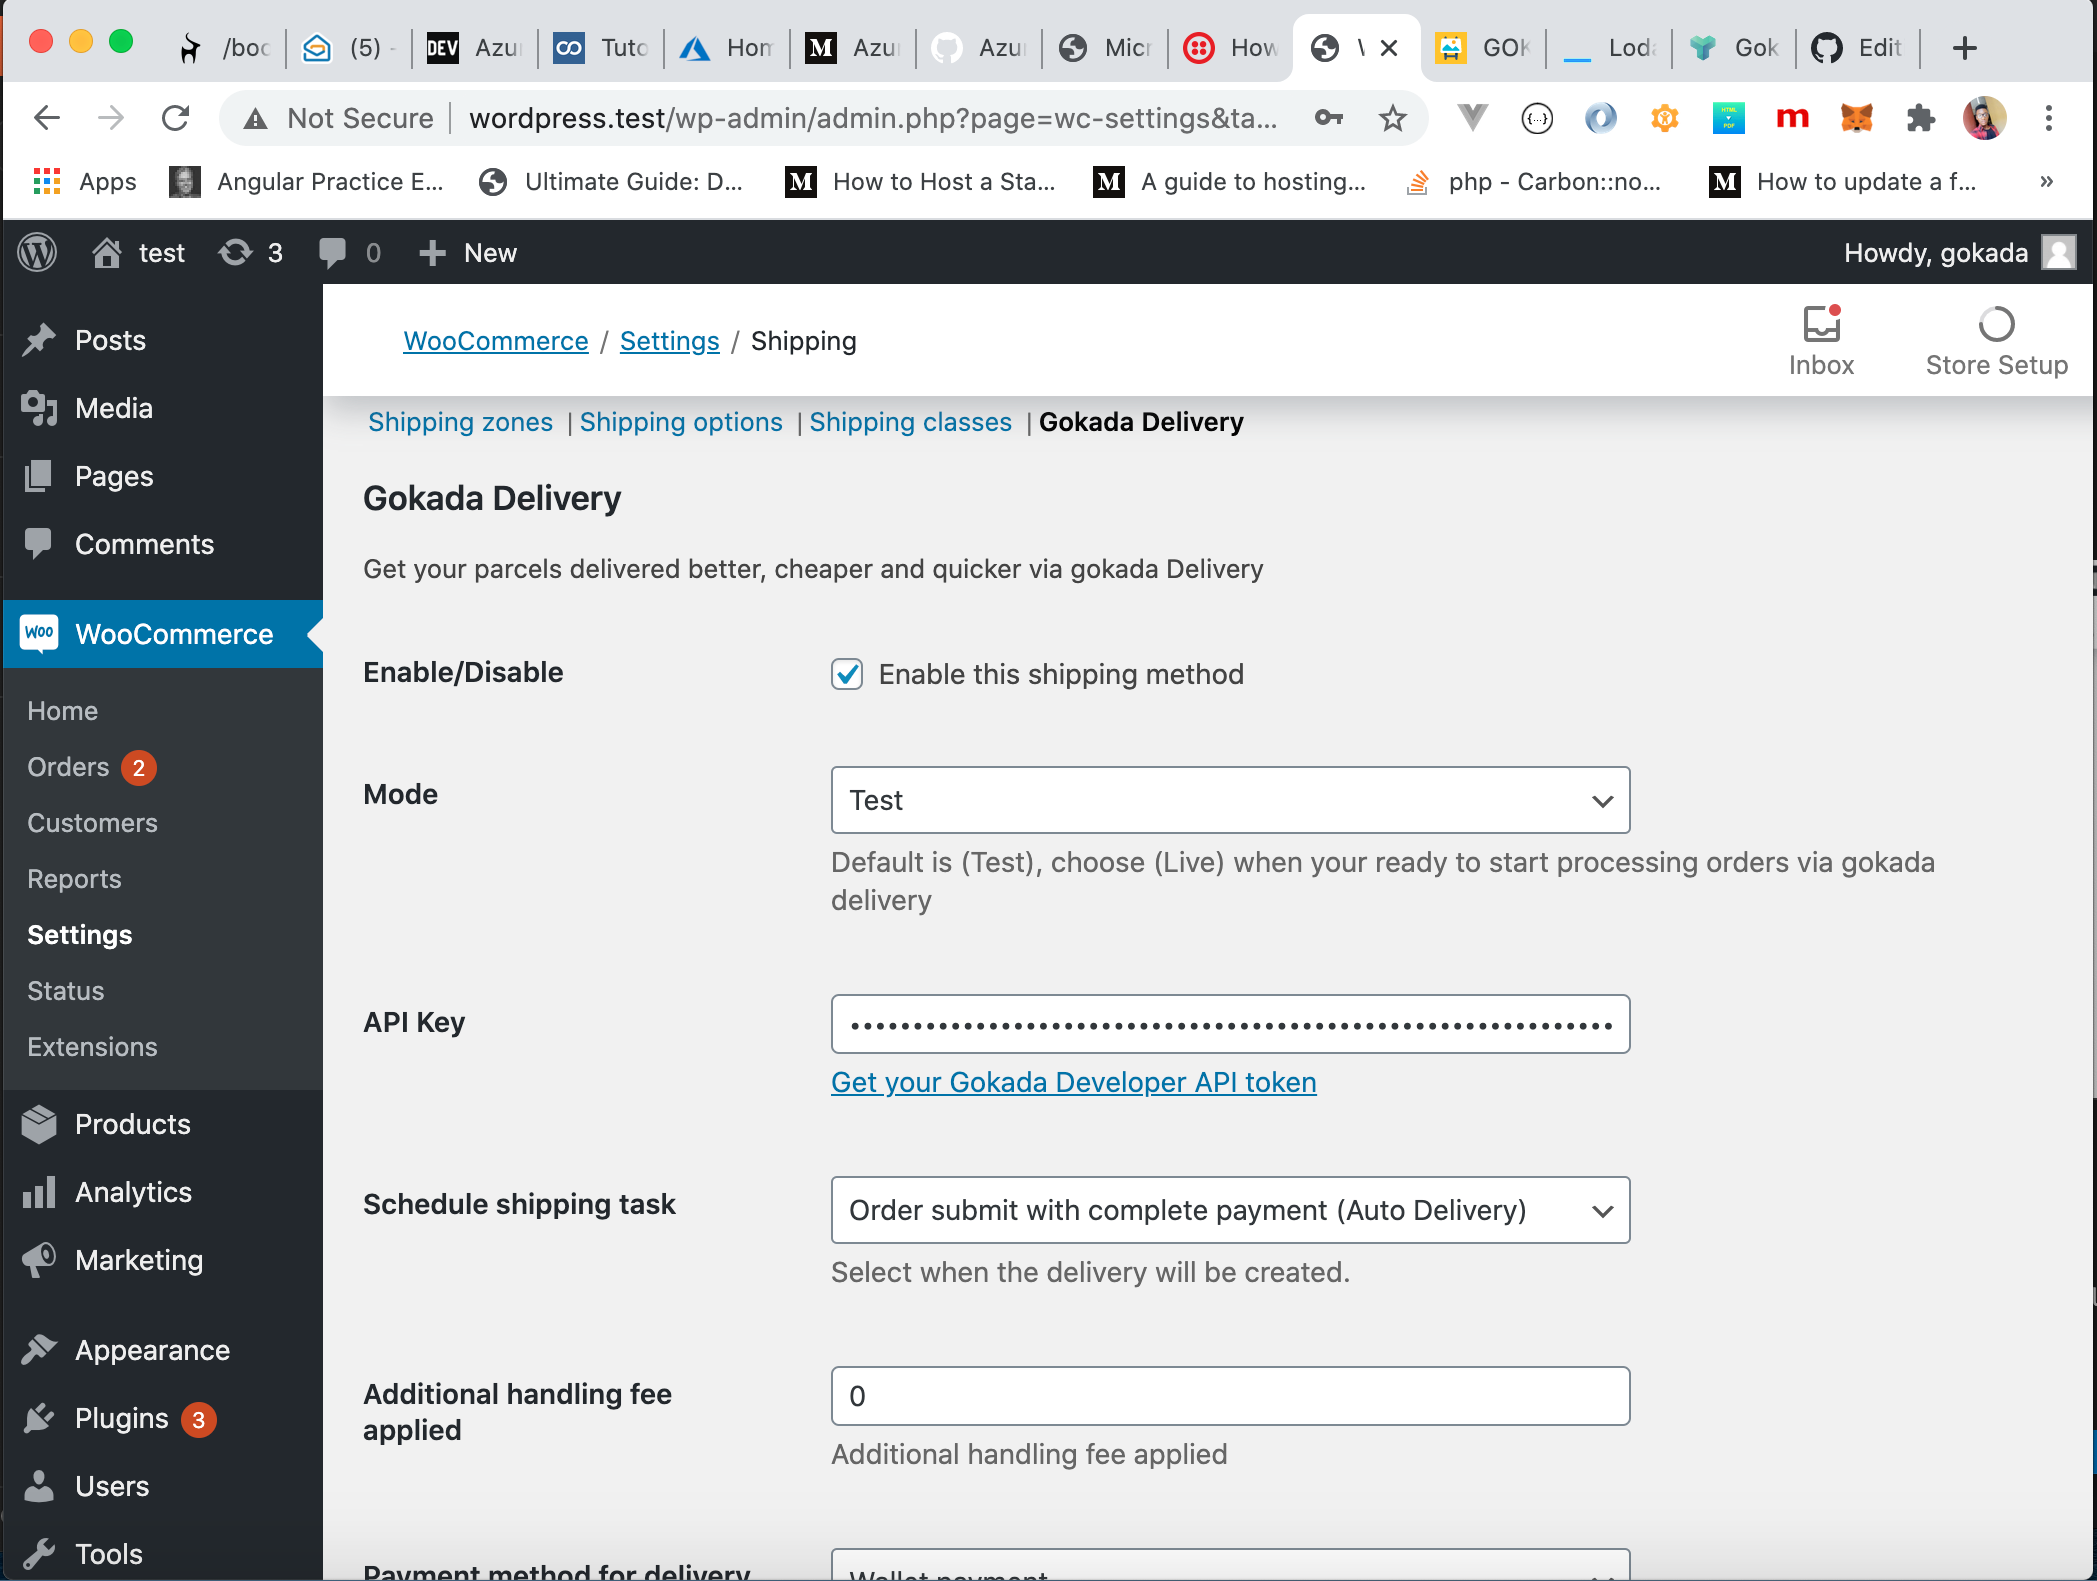 /boc
(5) -
DEV Azu
Tuto
Hom
M Azu
Azu
Micr
How
GOK
Lod
Gok
Edit
Not Secure wordpress.test/wp-admin/admin.php?page=wc-settings&ta...
Apps
Angular Practice E...
Ultimate Guide: D...
M How to Host a Sta...
M A guide to hosting...
php - Carbon::no...
M How to update a f...
»
test 3 0 + New
Howdy, gokada
Posts
Media
Pages
Comments
WOO WooCommerce
Home
Orders 2
Customers
Reports
Settings
Status
Extensions
Products
Analytics
Marketing
Appearance
Plugins 3
Users
Tools
WooCommerce / Settings / Shipping
Inbox
Store Setup
Shipping zones | Shipping options | Shipping classes | Gokada Delivery
Gokada Delivery
Get your parcels delivered better, cheaper and quicker via gokada Delivery
Enable/Disable
Enable this shipping method
Mode
Test
Default is (Test), choose (Live) when your ready to start processing orders via gokada
delivery
API Key
Get your Gokada Developer API token
Schedule shipping task
Order submit with complete payment (Auto Delivery)
Select when the delivery will be created.
Additional handling fee
applied
0
Additional handling fee applied
Payment method for delivery
Wallet payment